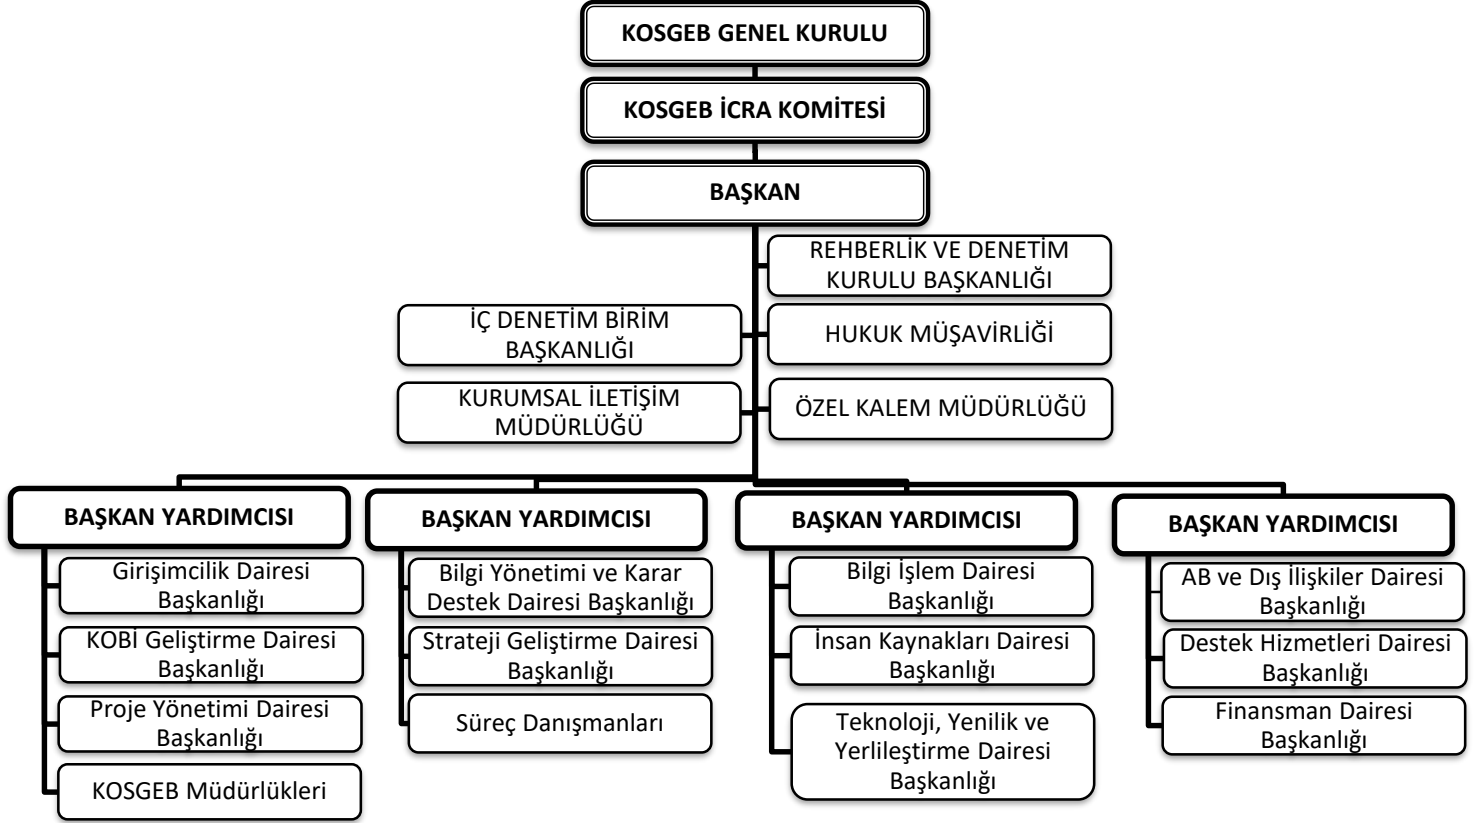 KOSGEB GENEL KURULU
KOSGEB İCRA KOMİTESİ
BAŞKAN
REHBERLİK VE DENETİM
KURULU BAŞKANLIĞI
İÇ DENETİM BİRİM
BAŞKANLIĞI
HUKUK MÜŞAVİRLİĞİ
KURUMSAL İLETİŞİM
MÜDÜRLÜĞÜ
ÖZEL KALEM MÜDÜRLÜĞÜ
BAŞKAN YARDIMCISI
Girişimcilik Dairesi
Başkanlığı
KOBİ Geliştirme Dairesi
Başkanlığı
Proje Yönetimi Dairesi
Başkanlığı
KOSGEB Müdürlükleri
BAŞKAN YARDIMCISI
Bilgi Yönetimi ve Karar
Destek Dairesi Başkanlığı
Strateji Geliştirme Dairesi
Başkanlığı
Süreç Danışmanları
BAŞKAN YARDIMCISI
Bilgi İşlem Dairesi
Başkanlığı
İnsan Kaynakları Dairesi
Başkanlığı
Teknoloji, Yenilik ve
Yerlileştirme Dairesi
Başkanlığı
BAŞKAN YARDIMCISI
AB ve Dış İlişkiler Dairesi
Başkanlığı
Destek Hizmetleri Dairesi
Başkanlığı
Finansman Dairesi
Başkanlığı